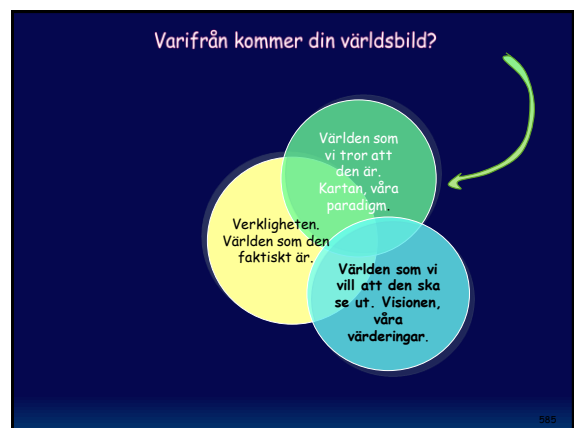 Varifrån kommer din världsbild?
Världen som
vi tror att
den är.
Kartan, våra
paradigm.
Verkligheten.
Världen som den
faktiskt är.
Världen som vi
vill att den ska
se ut. Visionen,
våra
värderingar.
585